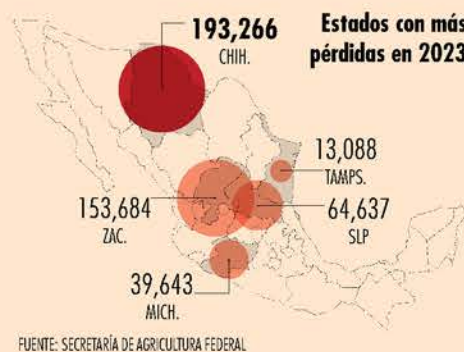 193,266
CHIH.
Estados con más
pérdidas en 2023
13,088
TAMPS.
153,684
ZAC.
64,637
SLP
39,643
MICH.
FUENTE: SECRETARÍA DE AGRICULTURA FEDERAL